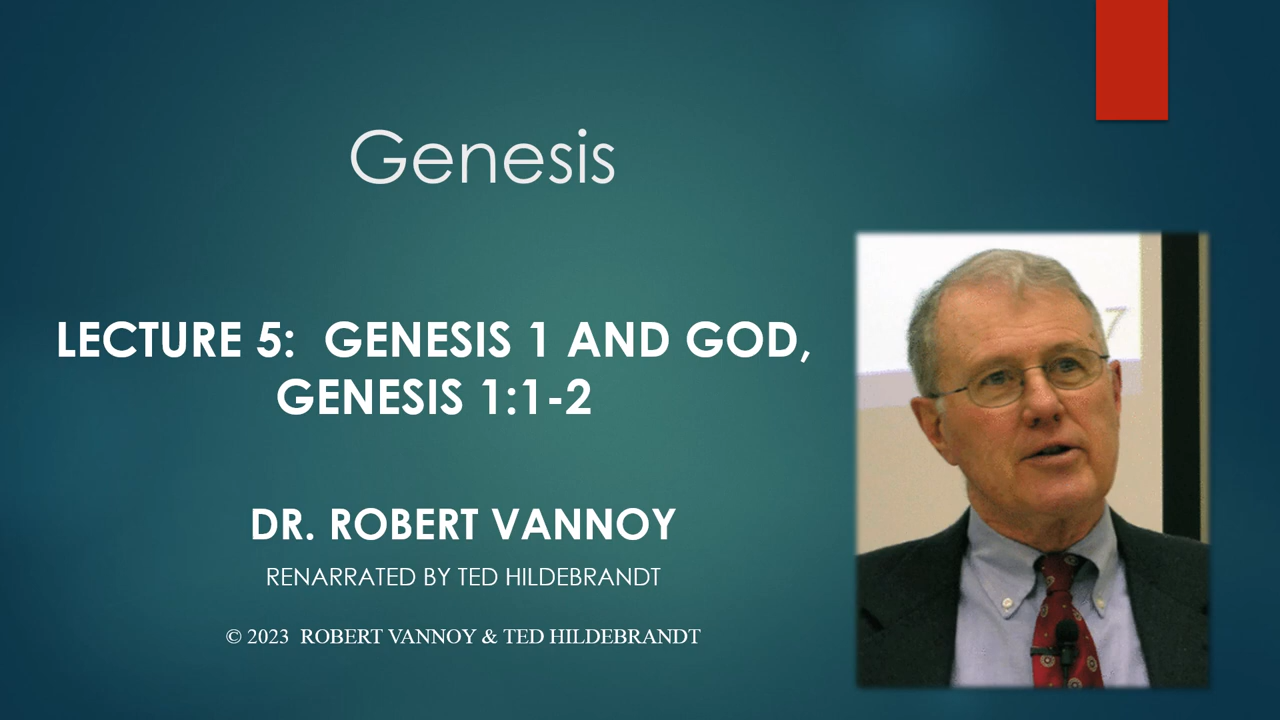 Genesis
LECTURE 5:  GENESIS 1 AND GOD,
GENESIS 1:1-2
7
DR. ROBERT VANNOY
RENARRATED BY TED HILDEBRANDT
© 2023  ROBERT VANNOY & TED HILDEBRANDT